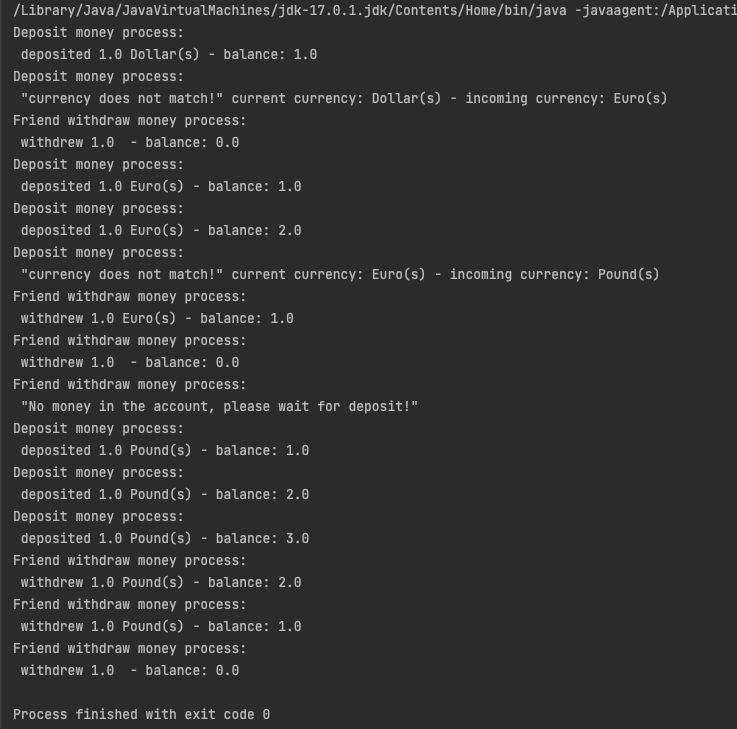 /Library/Java/JavaVirtualMachines/jdk-17.0.1.jdk/Contents/Home/bin/java -javaagent:/Applicati
Deposit money process:
 deposited 1.0 Dollar(s) - balance: 1.0
Deposit money process:
 "currency does not match!" current currency: Dollar(s) - incoming currency: Euro(s)
Friend withdraw money process:
 withdrew 1.0  - balance: 0.0
Deposit money process:
 deposited 1.0 Euro(s) - balance: 1.0
Deposit money process:
 deposited 1.0 Euro(s) - balance: 2.0
Deposit money process:
 "currency does not match!" current currency: Euro(s) - incoming currency: Pound(s)
Friend withdraw money process:
 withdrew 1.0 Euro(s) - balance: 1.0
Friend withdraw money process:
 withdrew 1.0  - balance: 0.0
Friend withdraw money process:
 "No money in the account, please wait for deposit!"
Deposit money process:
 deposited 1.0 Pound(s) - balance: 1.0
Deposit money process:
 deposited 1.0 Pound(s) - balance: 2.0
Deposit money process:
 deposited 1.0 Pound(s) - balance: 3.0
Friend withdraw money process:
 withdrew 1.0 Pound(s) - balance: 2.0
Friend withdraw money process:
 withdrew 1.0 Pound(s) - balance: 1.0
Friend withdraw money process:
 withdrew 1.0  - balance: 0.0

Process finished with exit code 0